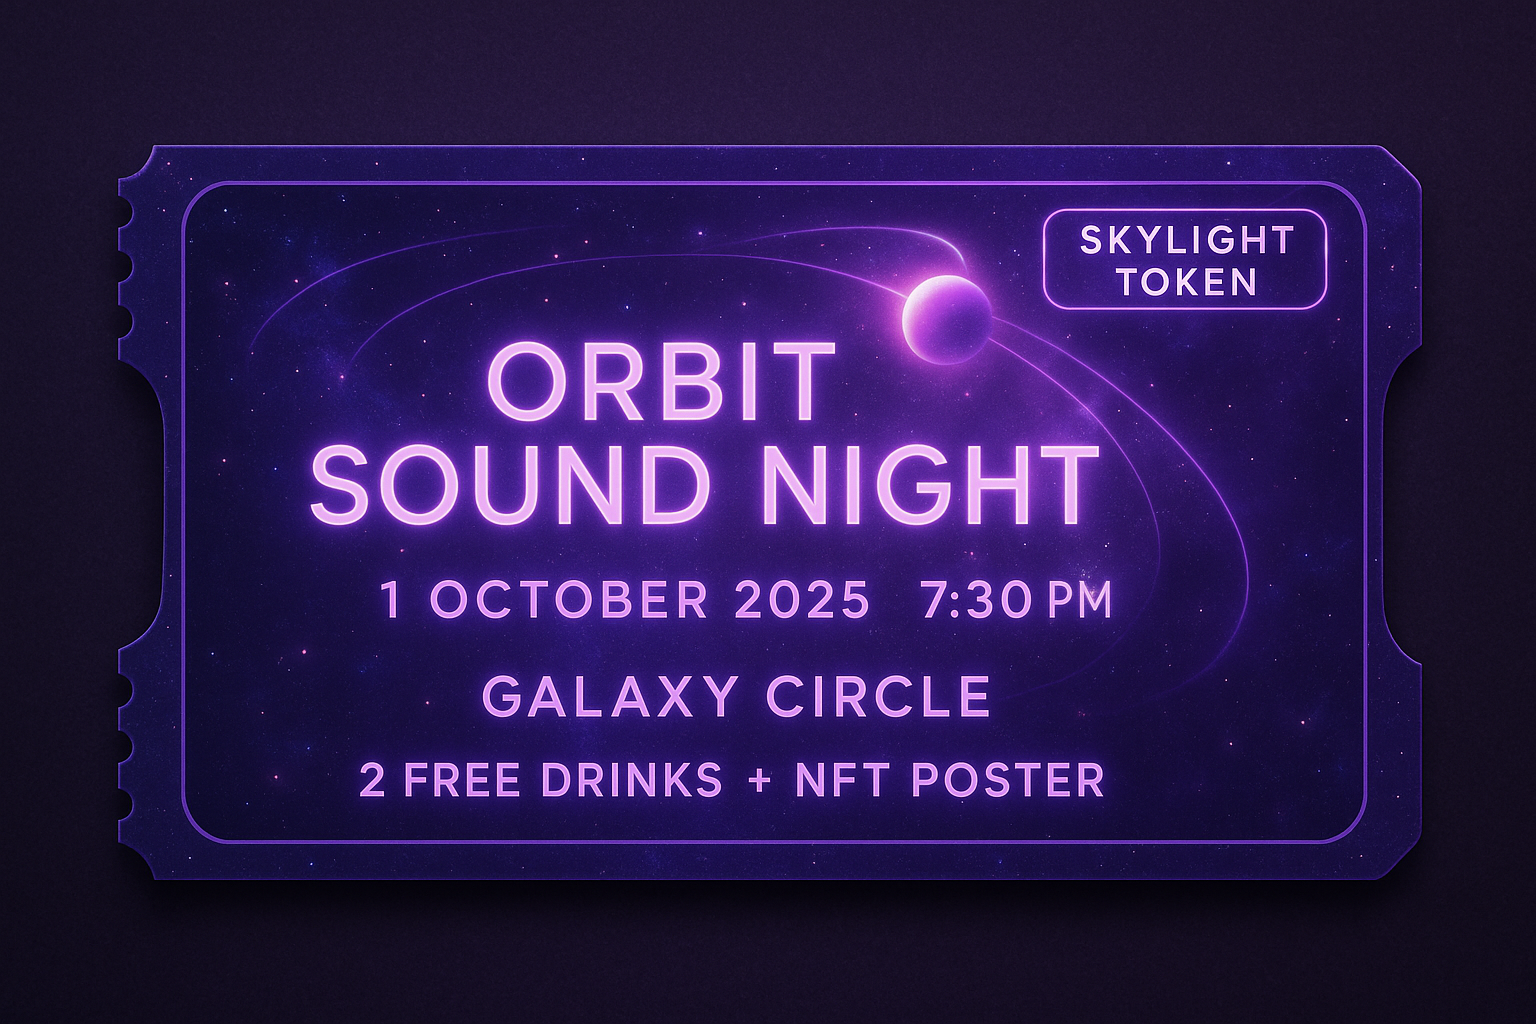 SKYLIGHT
TOKEN
ORBIT
SOUND NIGHT
1 OCTOBER 2025 7:30 PM
GALAXY CIRCLE
2 FREE DRINKS + NFT POSTER